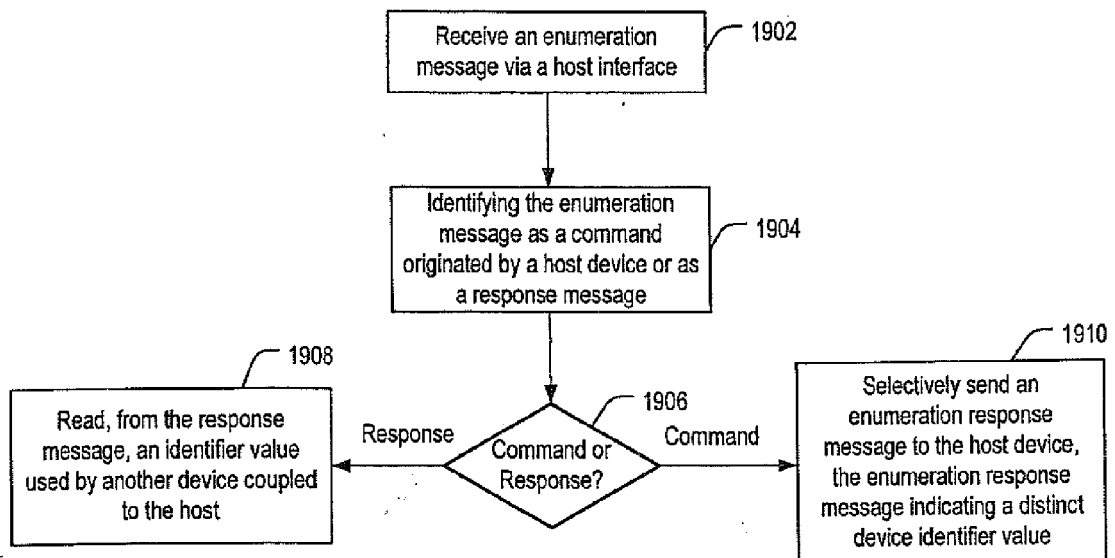 Receive an enumeration
message via a host interface
1902
Identifying the enumeration
message as a command
originated by a host device or as
a response message
1904
1906
Command or
Response?
Response
Command
1908
Read, from the response
message, an identifier value
used by another device coupled
to the host
1910
Selectively send an
enumeration response
message to the host device,
the enumeration response
message indicating a distinct
device identifier value